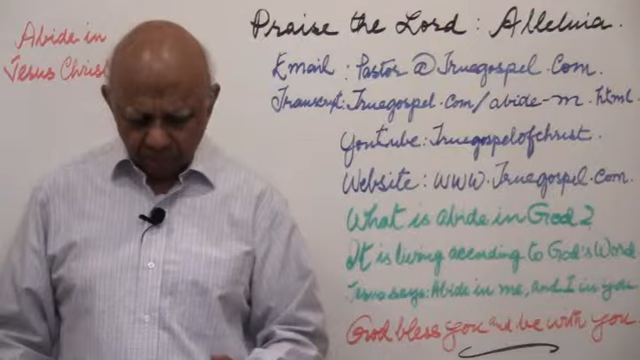 Abide in
Jesus Christ
Praise the Lord: Alleluia.
Email: Pastor@Truegospel.Com.
Transcript: Truegospel.Com/abide-m.html.
Youtube: Truegospelofchrist
Website: WWW.Truegospel.Com.
What is abide in God?
It is living according to God's Word
Jesus says: Abide in me, and I in you.
God bless you and be with you